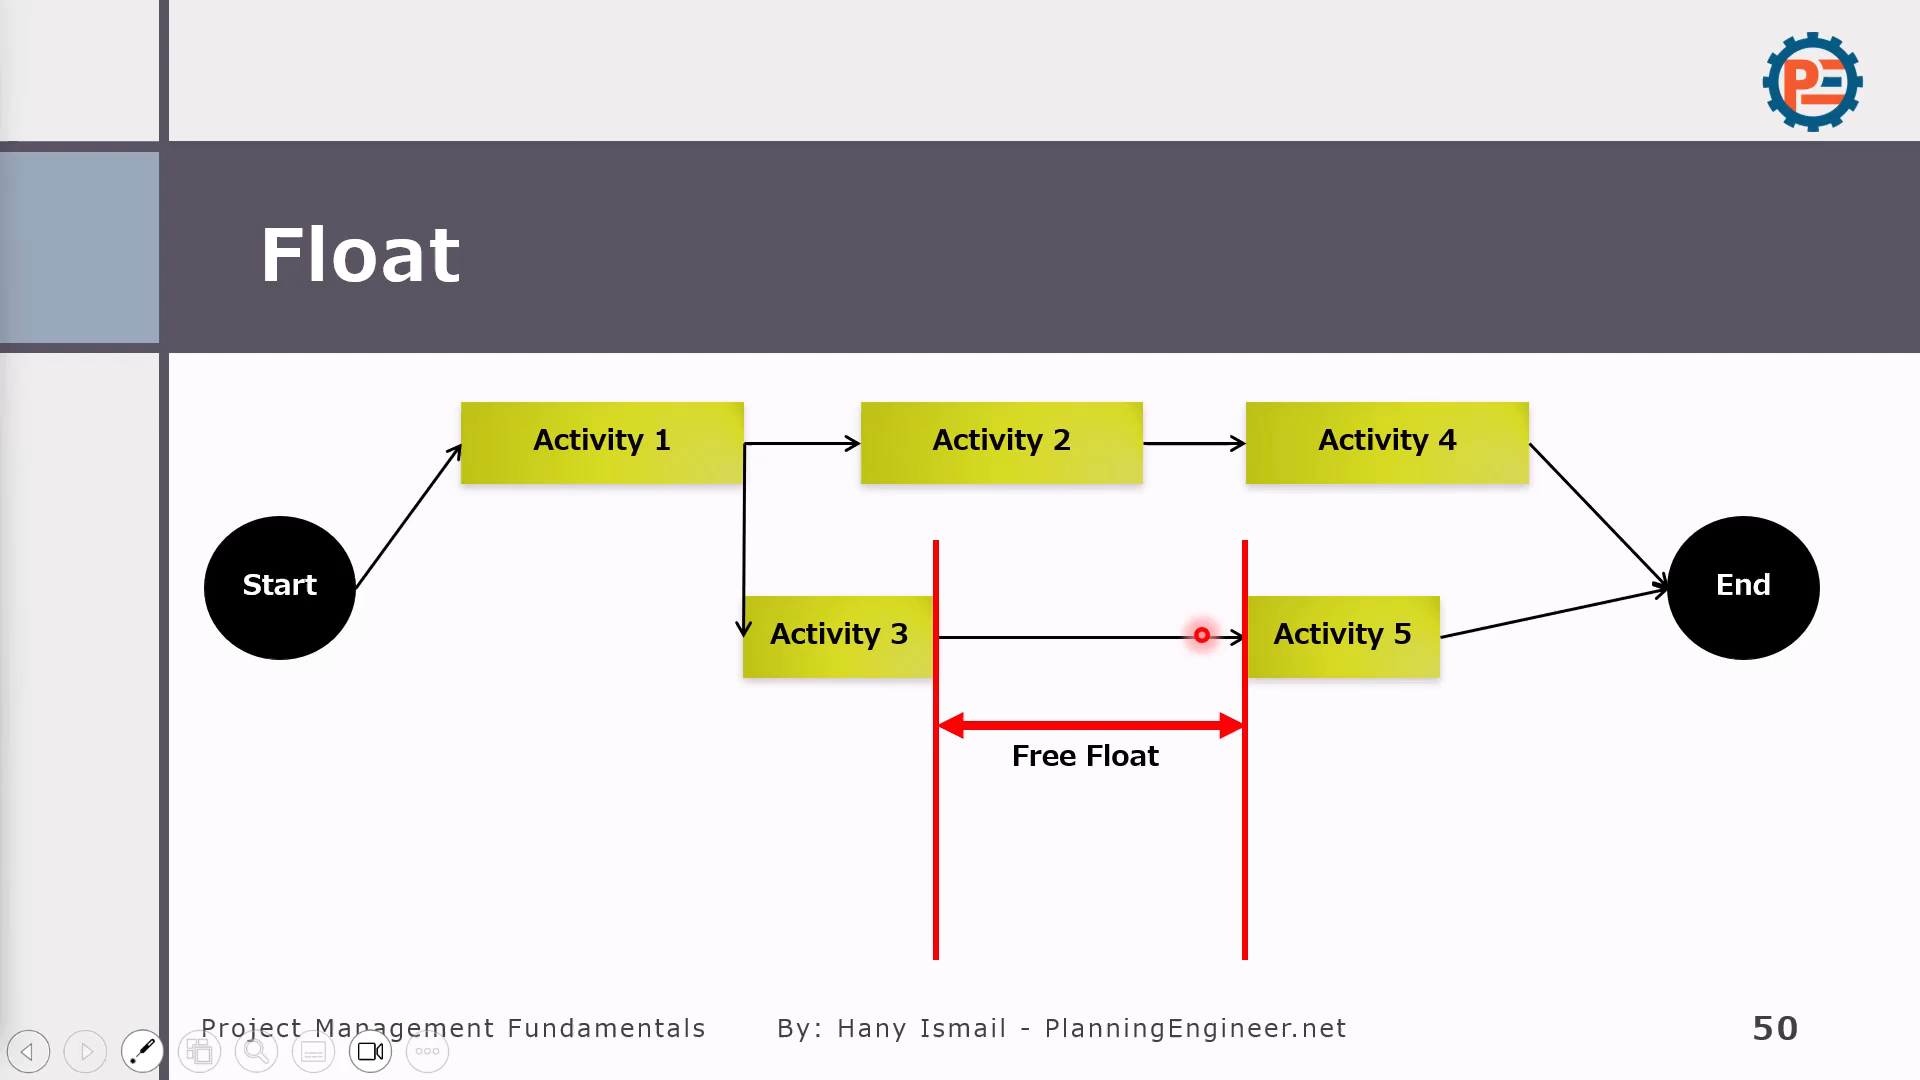 PE
Float
Activity 1
Activity 2
Activity 4
Start
End
Activity 3
Activity 5
Free Float
Project Management Fundamentals
By: Hany Ismail - PlanningEngineer.net
50